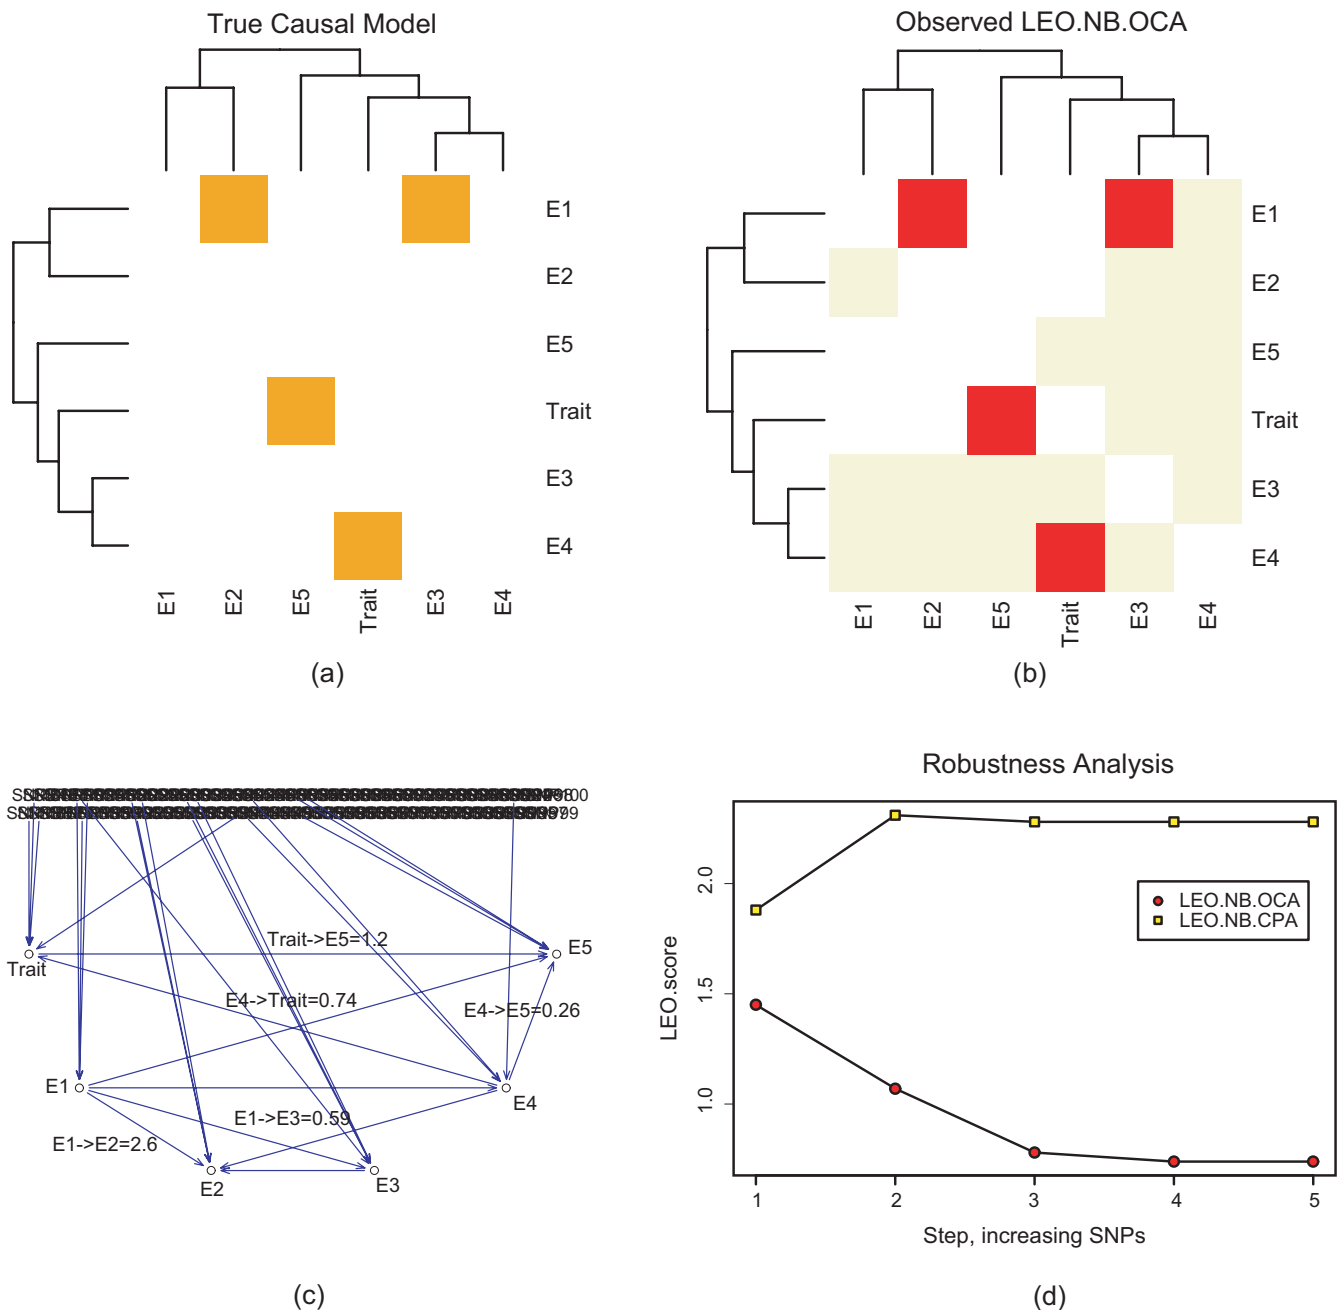 True Causal Model
E1
E2
E5
Trait
E3
E4
E1
E2
E5
Trait
E3
E4
(a)
Observed LEO.NB.OCA
E1
E2
E5
Trait
E3
E4
E1
E2
E5
Trait
E3
E4
(b)
Trait->E5=1.2
E5
Trait
E4->Trait=0.74
E4->E5=0.26
E1
E4
E1->E3=0.59
E1->E2=2.6
E2
E3
(c)
Robustness Analysis
LEO.score
2.0
1.5
1.0
LEO.NB.OCA
LEO.NB.CPA
1 2 3 4 5
Step, increasing SNPs
(d)